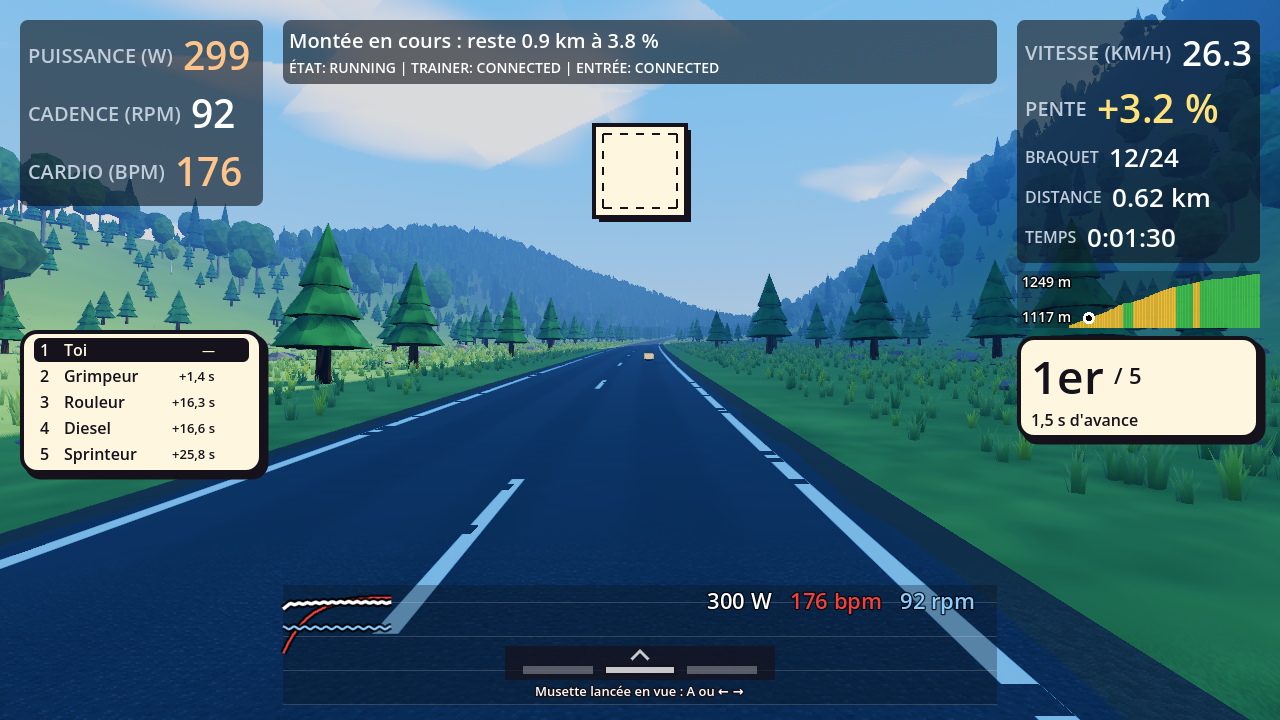 PUISSANCE (W) 299
CADENCE (RPM) 92
CARDIO (BPM) 176
Montée en cours : reste 0.9 km à 3.8 %
ÉTAT: RUNNING | TRAINER: CONNECTED | ENTRÉE: CONNECTED
VITESSE (KM/H) 26.3
PENTE +3.2 %
BRAQUET 12/24
DISTANCE 0.62 km
TEMPS 0:01:30
1249 m
1117 m
1 Toi —
2 Grimpeur +1,4 s
3 Rouleur +16,3 s
4 Diesel +16,6 s
5 Sprinteur +25,8 s
1er / 5
1,5 s d'avance
300 W 176 bpm 92 rpm
Musette lancée en vue : A ou ← →